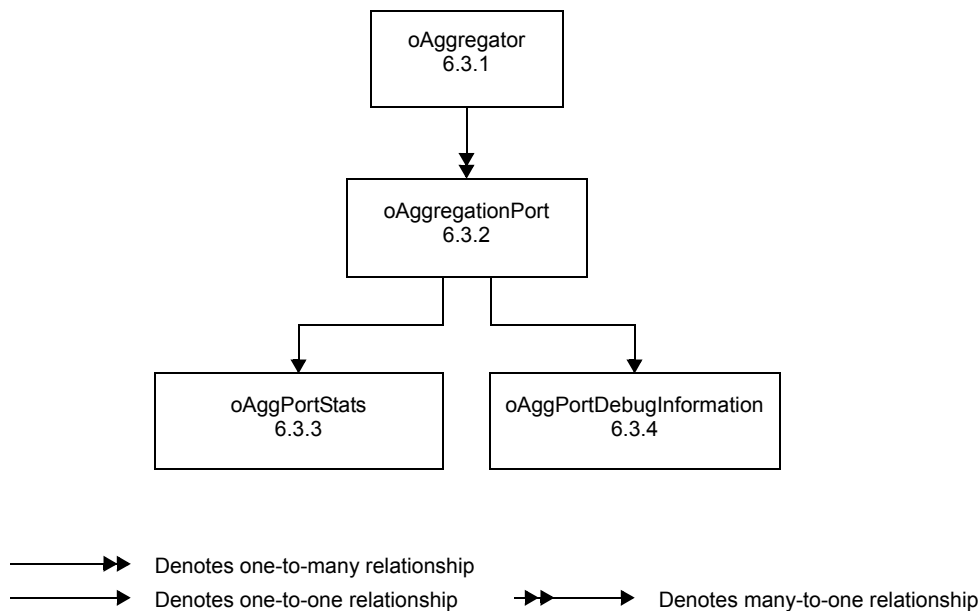 oAggregator
6.3.1
oAggregationPort
6.3.2
oAggPortStats
6.3.3
oAggPortDebugInformation
6.3.4
Denotes one-to-many relationship
Denotes one-to-one relationship
Denotes many-to-one relationship